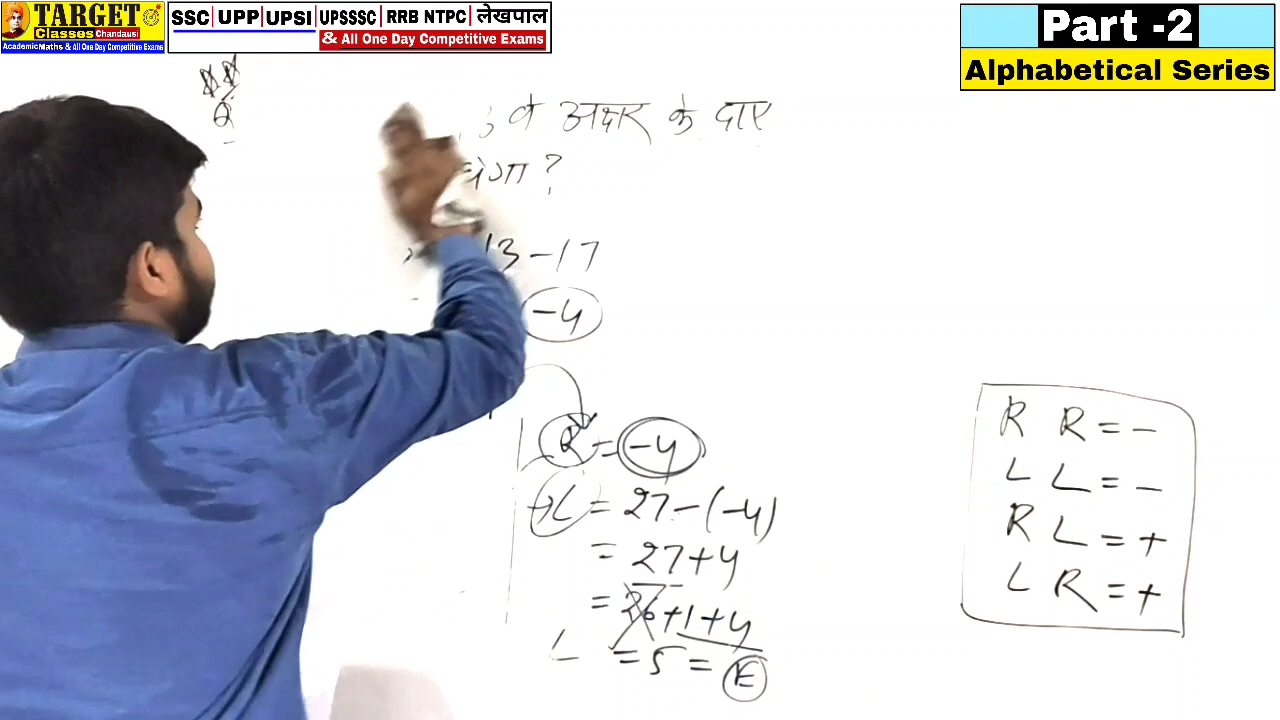 TARGET
Classes Chandausi
Academic Maths & All One Day Competitive Exams
SSC UPP UPSI UPSSSC RRB NTPC लेखपाल
& All One Day Competitive Exams
Part -2
Alphabetical Series
R
3 वे अक्षर के दाए
?
13 - 17
-4
R = -4
L = 27 - (-4)
= 27 + 4
= 26 + 1 + 4
L = 5 = E
R R = -
L L = -
R L = +
L R = +